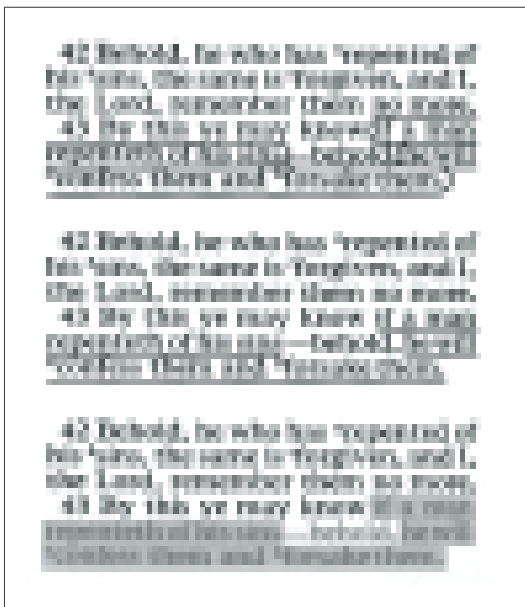 42 Behold, he who has repented of
his sins, the same is forgiven, and I,
the Lord, remember them no more.
43 By this ye may know if a man
repenteth of his sins—behold, he will
confess them and forsake them.)
42 Behold, he who has repented of
his sins, the same is forgiven, and I,
the Lord, remember them no more.
43 By this ye may know if a man
repenteth of his sins—behold, he will
confess them and forsake them.
42 Behold, he who has repented of
his sins, the same is forgiven, and I,
the Lord, remember them no more.
43 By this ye may know if a man
repenteth of his sins—behold, he will
confess them and forsake them.